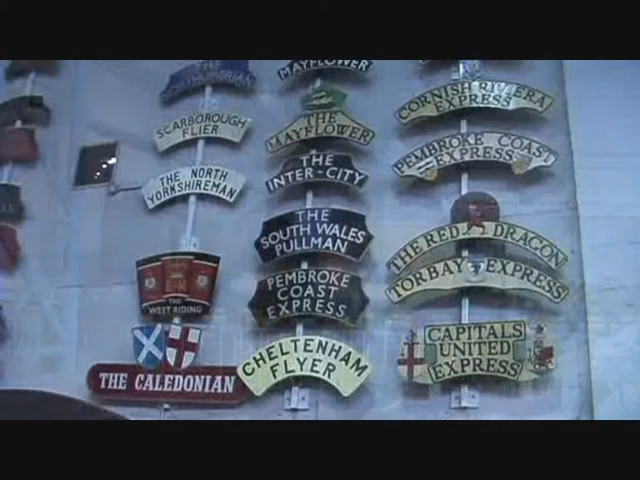 THE
NORTHUMBRIAN
SCARBOROUGH
FLIER
THE NORTH
YORKSHIREMAN
THE
WEST RIDING
THE CALEDONIAN
MAYFLOWER
THE
MAYFLOWER
THE
INTER-CITY
THE
SOUTH WALES
PULLMAN
PEMBROKE
COAST
EXPRESS
CHELTENHAM
FLYER
CORNISH RIVIERA
EXPRESS
PEMBROKE COAST
EXPRESS
THE RED DRAGON
TORBAY EXPRESS
CAPITALS
UNITED
EXPRESS